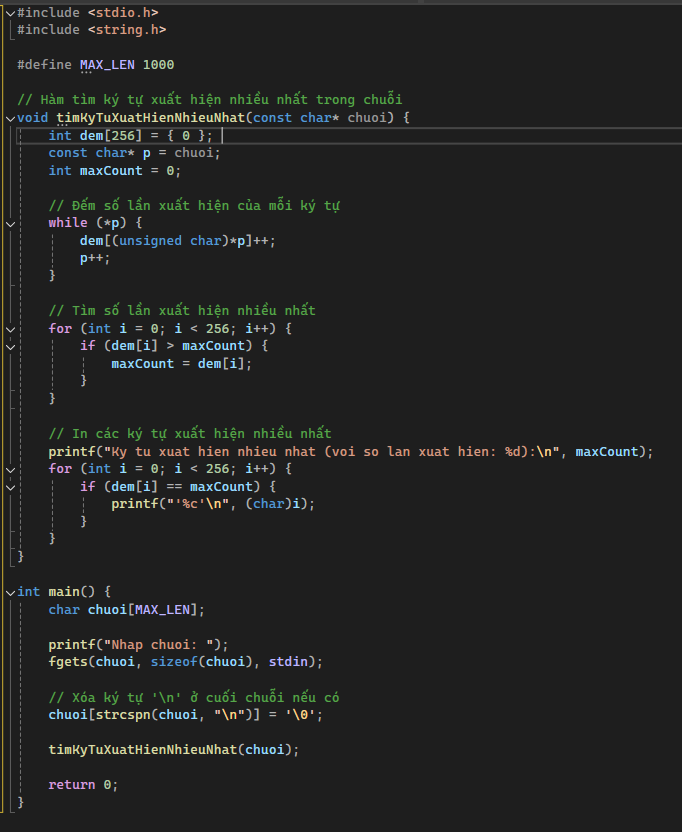 #include <stdio.h>
#include <string.h>
#define MAX_LEN 1000
// Hàm tìm ký tự xuất hiện nhiều nhất trong chuỗi
void timKyTuXuatHienNhieuNhat(const char* chuoi) {
int dem[256] = { 0 };
const char* p = chuoi;
int maxCount = 0;
// Đếm số lần xuất hiện của mỗi ký tự
while (*p) {
dem[(unsigned char)*p]++;
p++;
}
// Tìm số lần xuất hiện nhiều nhất
for (int i = 0; i < 256; i++) {
if (dem[i] > maxCount) {
maxCount = dem[i];
}
}
// In các ký tự xuất hiện nhiều nhất
printf("Ky tu xuat hien nhieu nhat (voi so lan xuat hien: %d):\n", maxCount);
for (int i = 0; i < 256; i++) {
if (dem[i] == maxCount) {
printf("'%c'\n", (char)i);
}
}
}
int main() {
char chuoi[MAX_LEN];
printf("Nhap chuoi: ");
fgets(chuoi, sizeof(chuoi), stdin);
// Xóa ký tự '\n' ở cuối chuỗi nếu có
chuoi[strcspn(chuoi, "\n")] = '\0';
timKyTuXuatHienNhieuNhat(chuoi);
return 0;
}